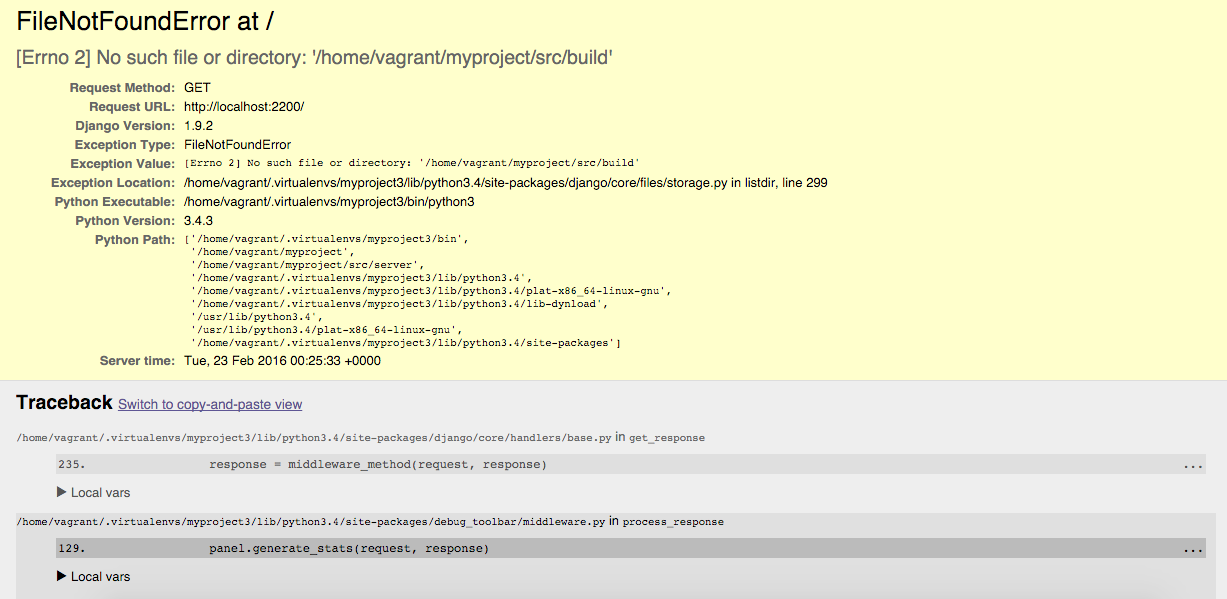 FileNotFoundError at /
[Errno 2] No such file or directory: '/home/vagrant/myproject/src/build'
Request Method: GET
Request URL: http://localhost:2200/
Django Version: 1.9.2
Exception Type: FileNotFoundError
Exception Value: [Errno 2] No such file or directory: '/home/vagrant/myproject/src/build'
Exception Location: /home/vagrant/.virtualenvs/myproject3/lib/python3.4/site-packages/django/core/files/storage.py in listdir, line 299
Python Executable: /home/vagrant/.virtualenvs/myproject3/bin/python3
Python Version: 3.4.3
Python Path: ['/home/vagrant/.virtualenvs/myproject3/bin',
'/home/vagrant/myproject',
'/home/vagrant/myproject/src/server',
'/home/vagrant/.virtualenvs/myproject3/lib/python3.4',
'/home/vagrant/.virtualenvs/myproject3/lib/python3.4/plat-x86_64-linux-gnu',
'/home/vagrant/.virtualenvs/myproject3/lib/python3.4/lib-dynload',
'/usr/lib/python3.4',
'/usr/lib/python3.4/plat-x86_64-linux-gnu',
'/home/vagrant/.virtualenvs/myproject3/lib/python3.4/site-packages']
Server time: Tue, 23 Feb 2016 00:25:33 +0000
Traceback Switch to copy-and-paste view
/home/vagrant/.virtualenvs/myproject3/lib/python3.4/site-packages/django/core/handlers/base.py in get_response
235. response = middleware_method(request, response) ...
▶ Local vars
/home/vagrant/.virtualenvs/myproject3/lib/python3.4/site-packages/debug_toolbar/middleware.py in process_response
129. panel.generate_stats(request, response) ...
▶ Local vars